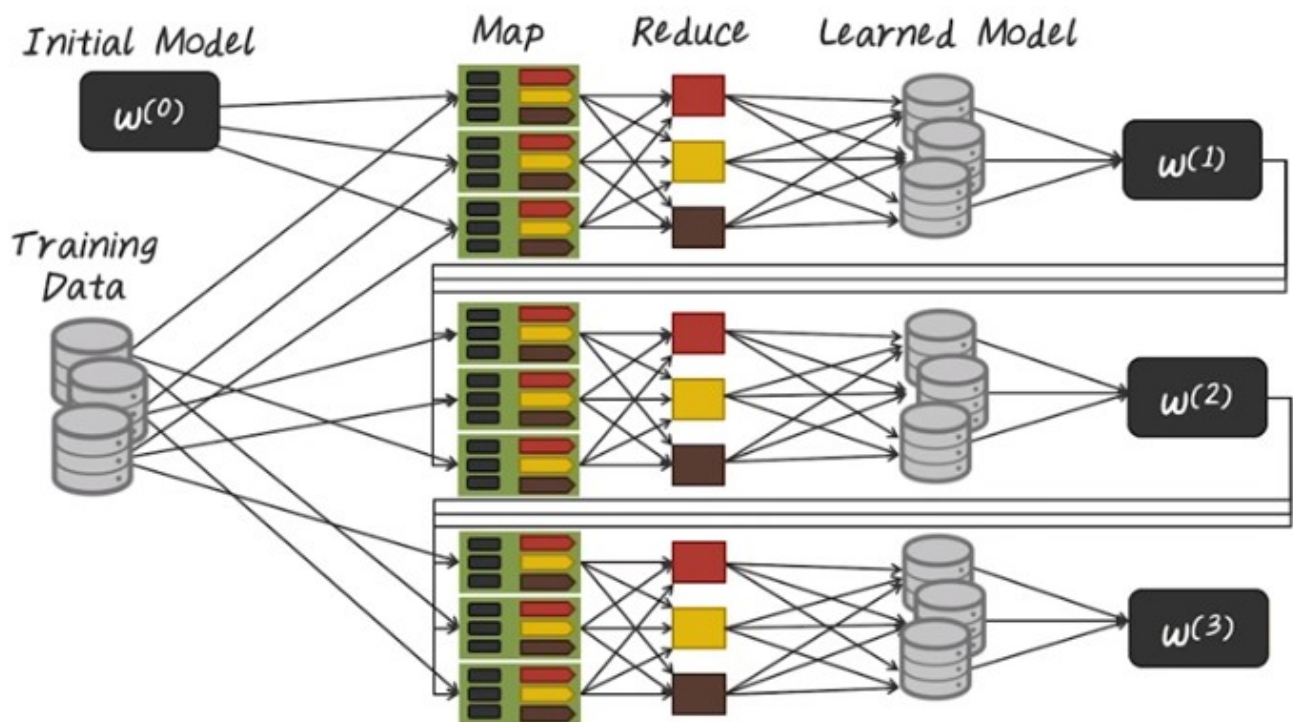 Initial Model
Map
Reduce
Learned Model
w(0)
w(1)
Training
Data
w(2)
w(3)